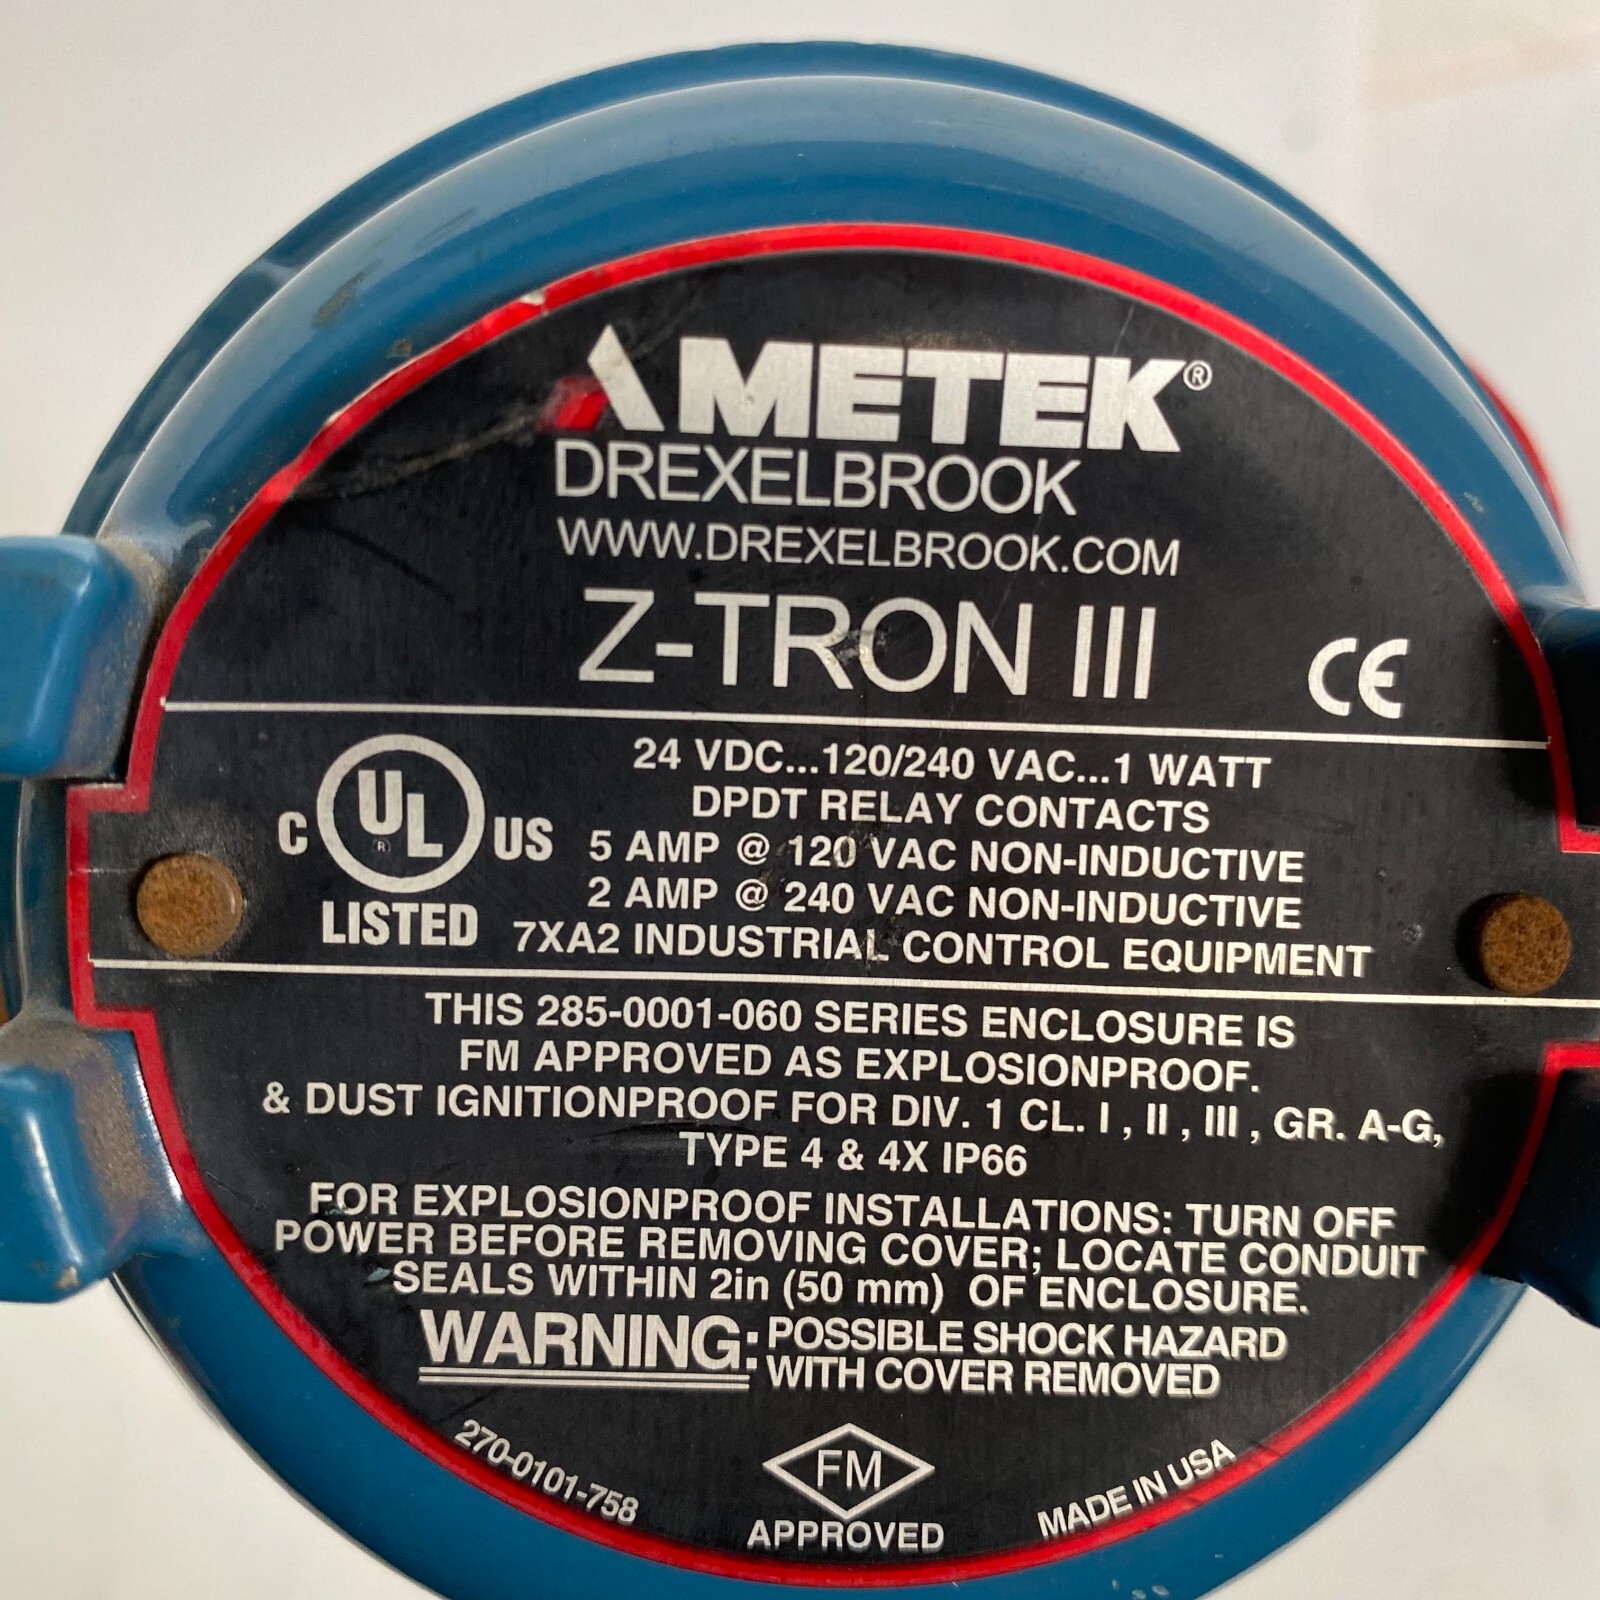 AMETEK®
DREXELBROOK
WWW.DREXELBROOK.COM
Z-TRON III
CE
C UL® US
LISTED
24 VDC...120/240 VAC...1 WATT
DPDT RELAY CONTACTS
5 AMP @ 120 VAC NON-INDUCTIVE
2 AMP @ 240 VAC NON-INDUCTIVE
7XA2 INDUSTRIAL CONTROL EQUIPMENT
THIS 285-0001-060 SERIES ENCLOSURE IS
FM APPROVED AS EXPLOSIONPROOF.
& DUST IGNITIONPROOF FOR DIV. 1 CL. I , II , III , GR. A-G,
TYPE 4 & 4X IP66
FOR EXPLOSIONPROOF INSTALLATIONS: TURN OFF
POWER BEFORE REMOVING COVER; LOCATE CONDUIT
SEALS WITHIN 2in (50 mm) OF ENCLOSURE.
WARNING: POSSIBLE SHOCK HAZARD
WITH COVER REMOVED
270-0101-758
FM
APPROVED
MADE IN USA